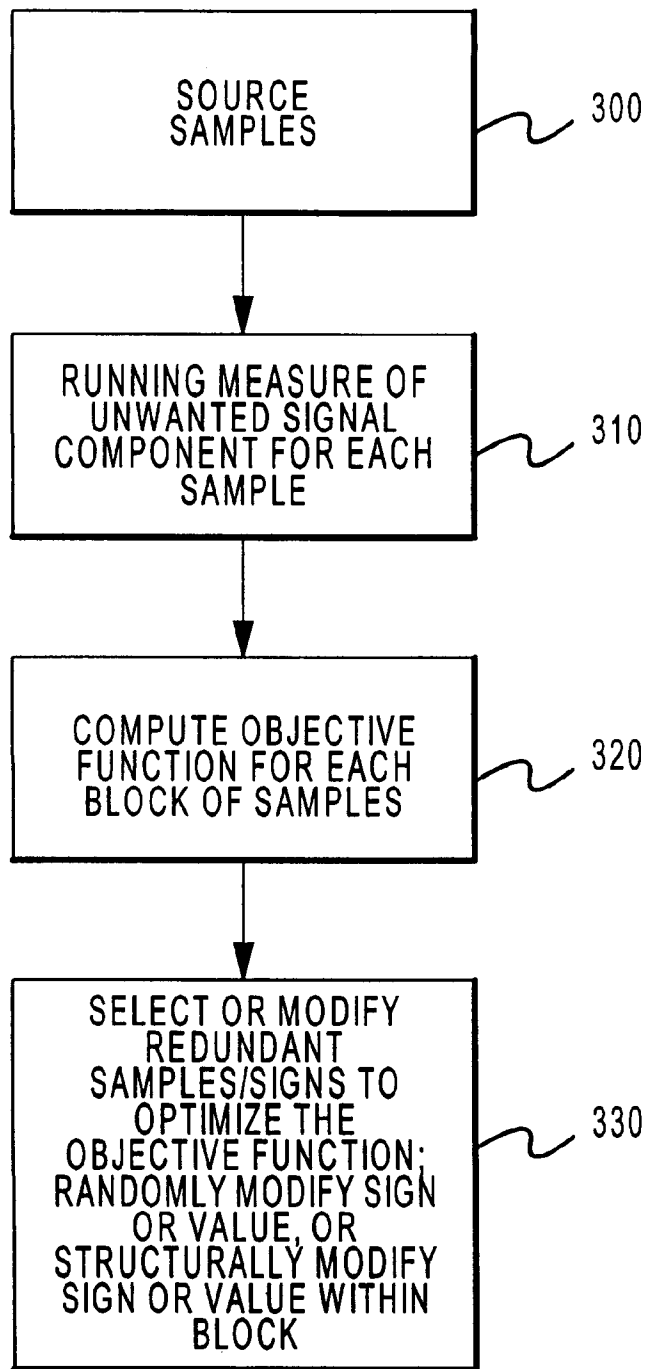 SOURCE
SAMPLES
300
RUNNING MEASURE OF
UNWANTED SIGNAL
COMPONENT FOR EACH
SAMPLE
310
COMPUTE OBJECTIVE
FUNCTION FOR EACH
BLOCK OF SAMPLES
320
SELECT OR MODIFY
REDUNDANT
SAMPLES/SIGNS TO
OPTIMIZE THE
OBJECTIVE FUNCTION;
RANDOMLY MODIFY SIGN
OR VALUE, OR
STRUCTURALLY MODIFY
SIGN OR VALUE WITHIN
BLOCK
330